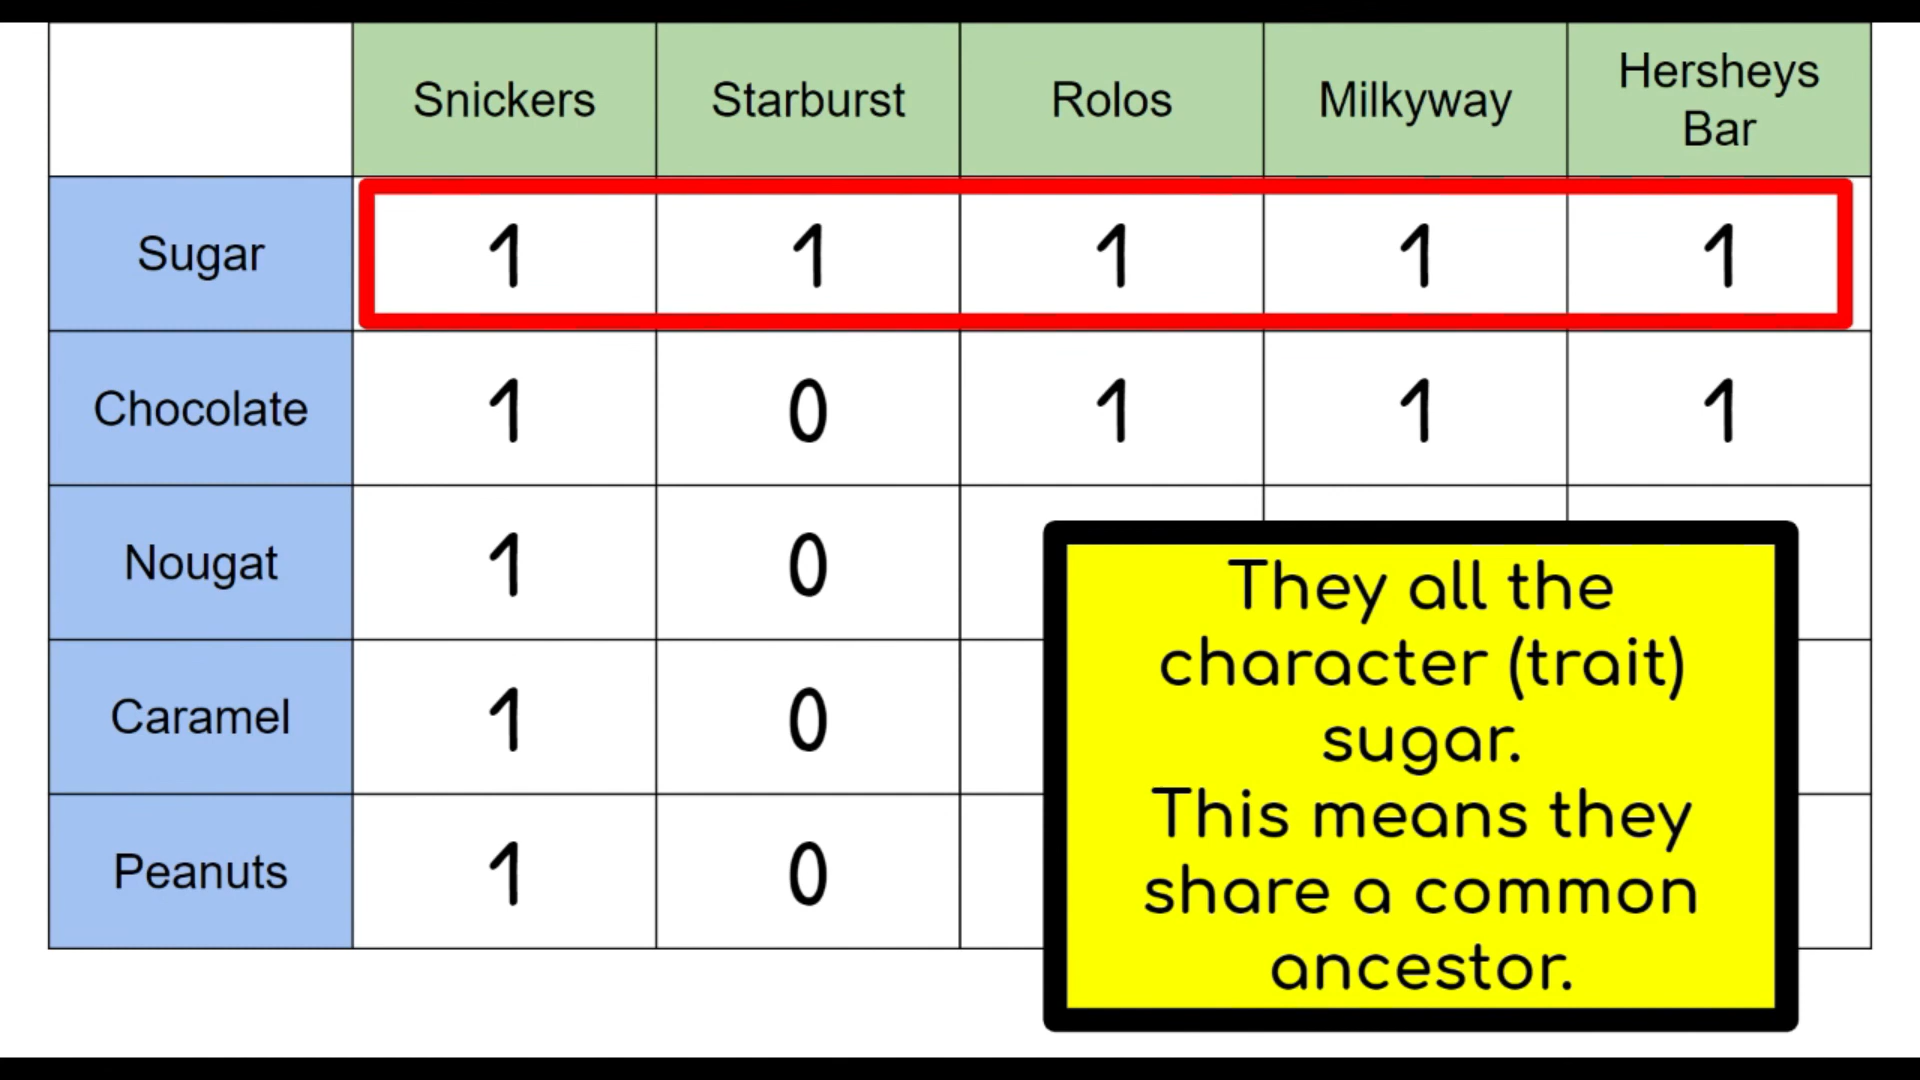 Snickers Starburst Rolos Milkyway Hersheys Bar
Sugar 1 1 1 1 1
Chocolate 1 0 1 1 1
Nougat 1 0
Caramel 1 0
Peanuts 1 0
They all the
character (trait)
sugar.
This means they
share a common
ancestor.